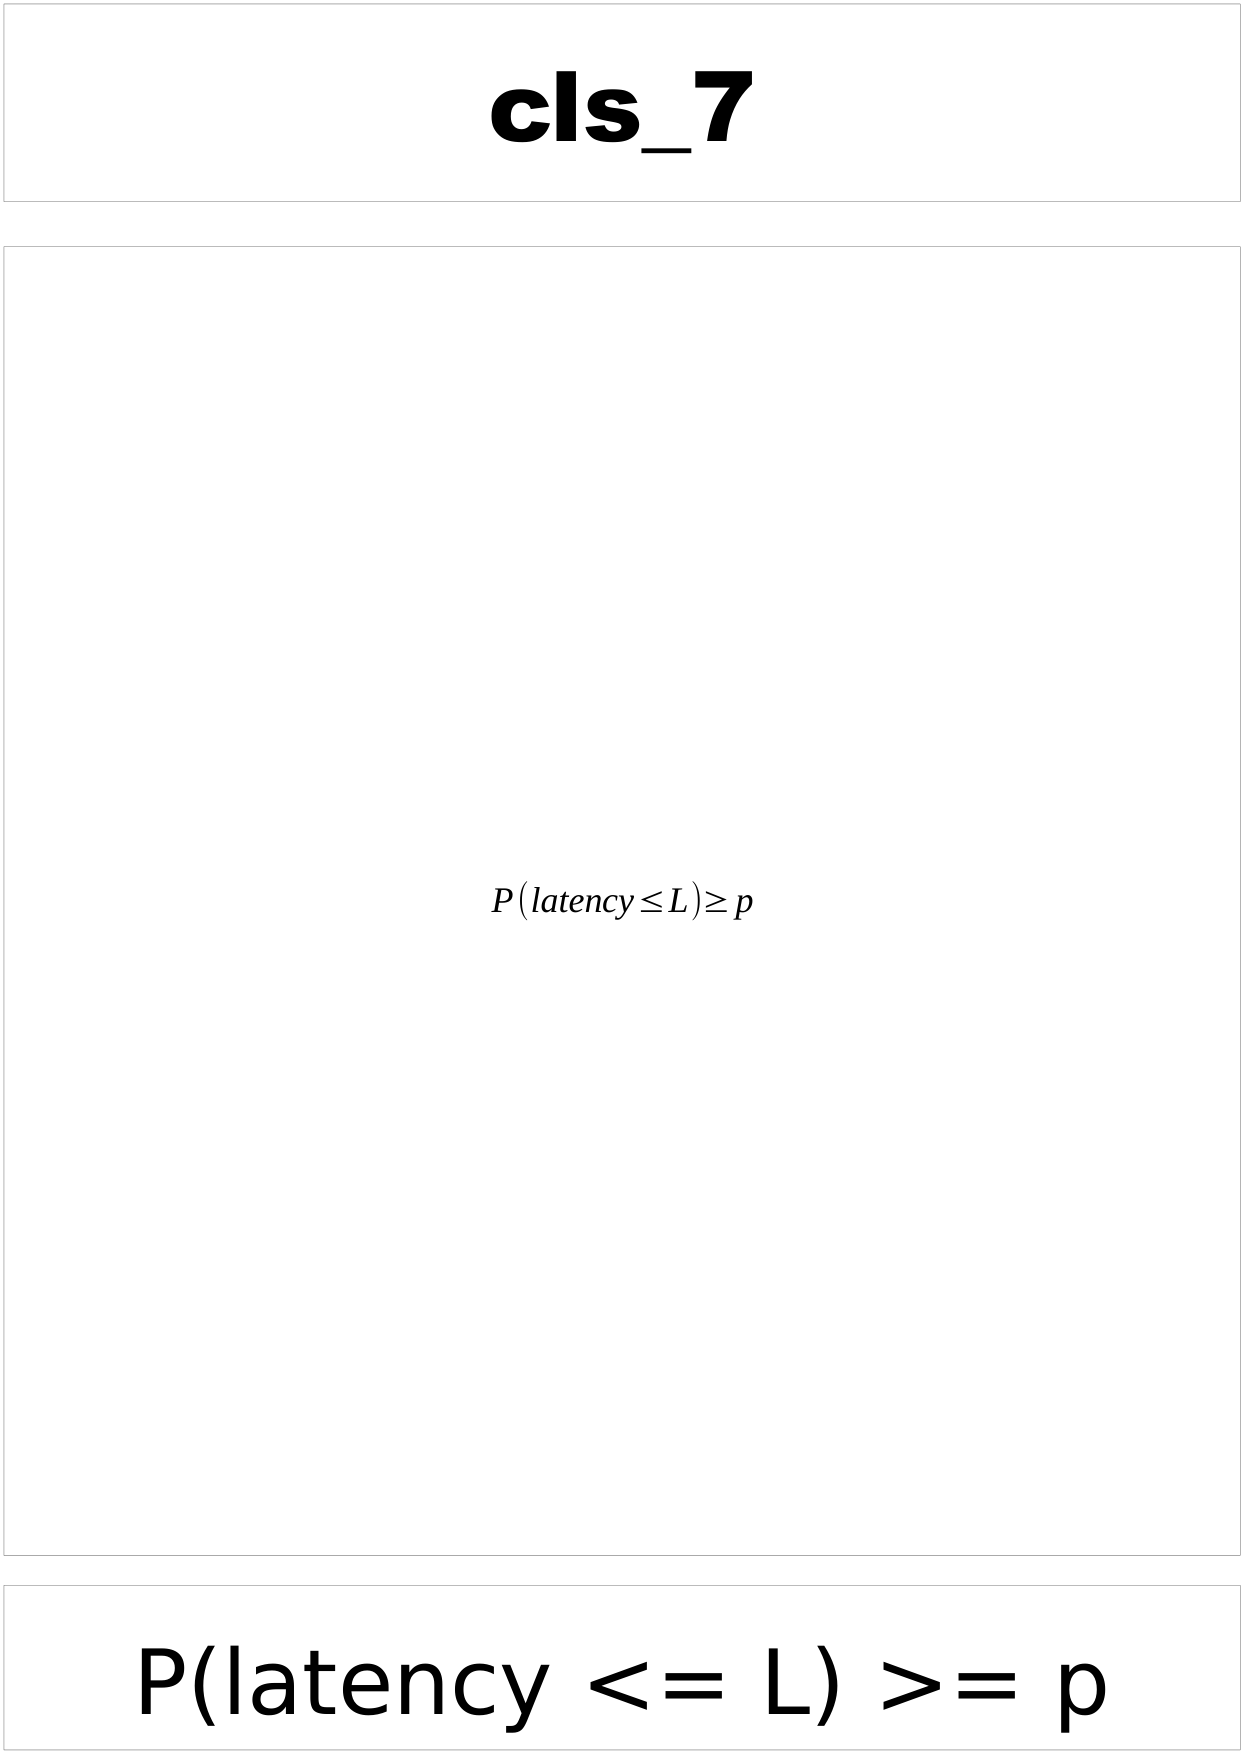 cls_7
P(latency≤L)≥p
P(latency <= L) >= p